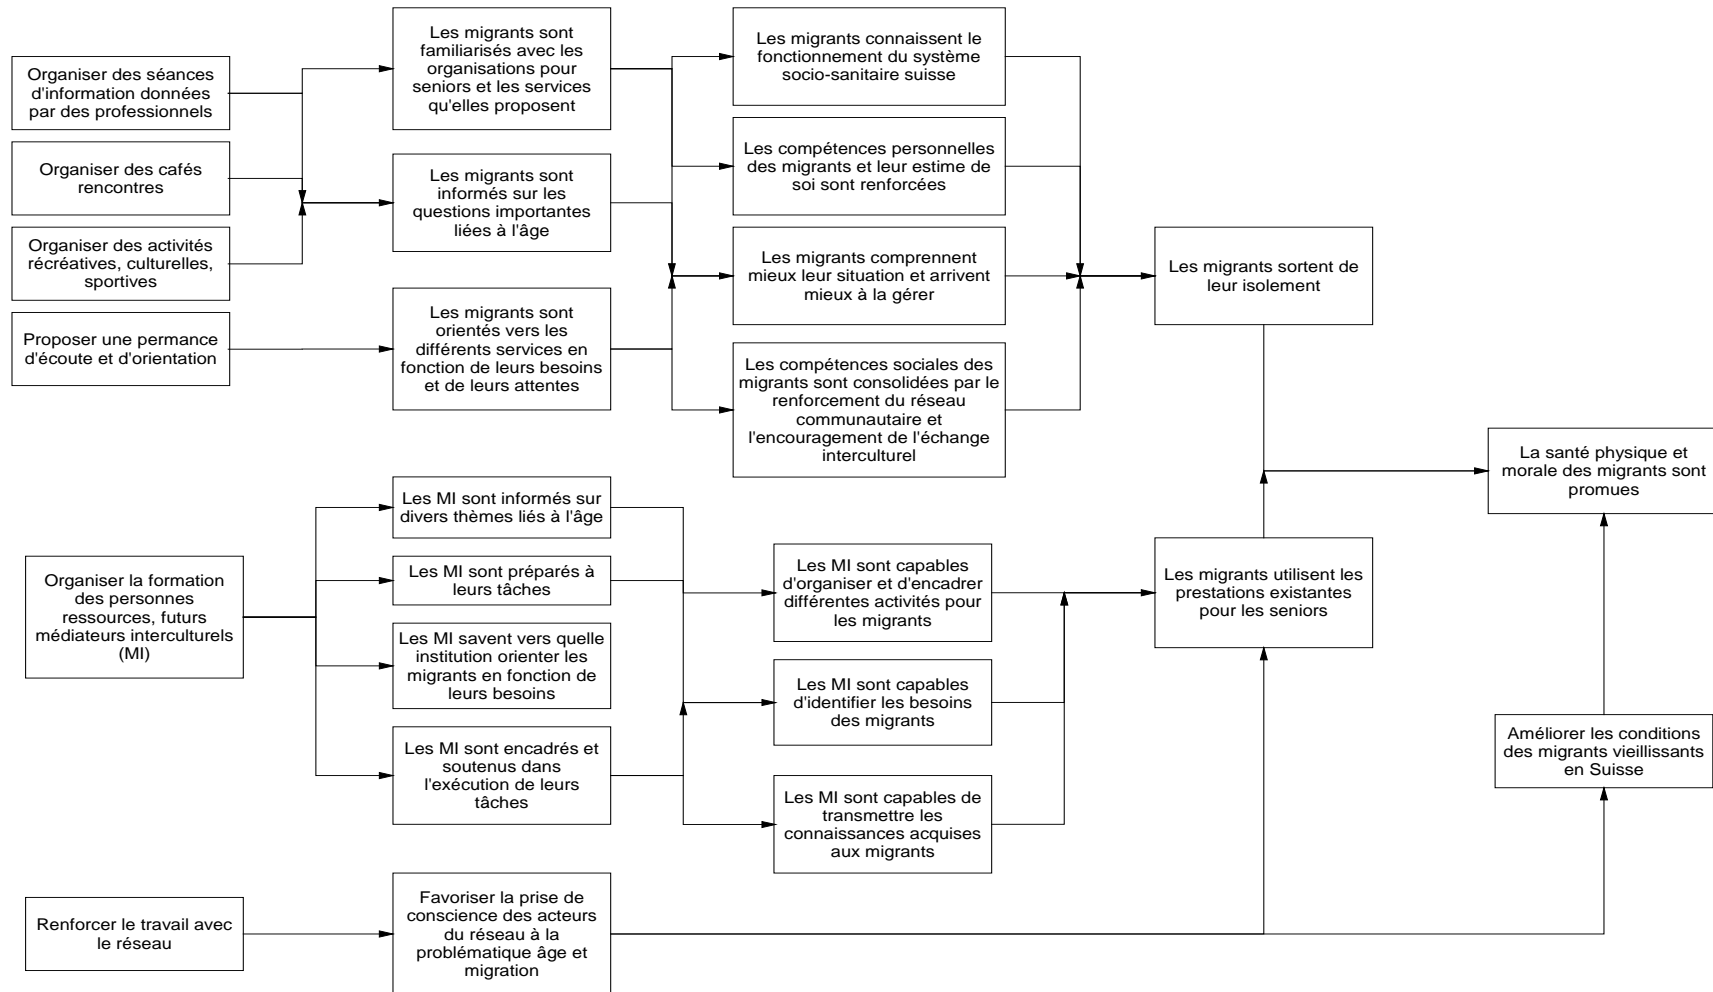 Organiser des séances
d'information données
par des professionnels
Organiser des cafés
rencontres
Organiser des activités
récréatives, culturelles,
sportives
Proposer une permance
d'écoute et d'orientation
Les migrants sont
familiarisés avec les
organisations pour
seniors et les services
qu'elles proposent
Les migrants sont
informés sur les
questions importantes
liées à l'âge
Les migrants sont
orientés vers les
différents services en
fonction de leurs besoins
et de leurs attentes
Les migrants connaissent le
fonctionnement du système
socio-sanitaire suisse
Les compétences personnelles
des migrants et leur estime de
soi sont renforcées
Les migrants comprennent
mieux leur situation et arrivent
mieux à la gérer
Les compétences sociales des
migrants sont consolidées par le
renforcement du réseau
communautaire et
l'encouragement de l'échange
interculturel
Les migrants sortent de
leur isolement
La santé physique et
morale des migrants sont
promues
Organiser la formation
des personnes
ressources, futurs
médiateurs interculturels
(MI)
Les MI sont informés sur
divers thèmes liés à l'âge
Les MI sont préparés à
leurs tâches
Les MI savent vers quelle
institution orienter les
migrants en fonction de
leurs besoins
Les MI sont encadrés et
soutenus dans
l'exécution de leurs
tâches
Les MI sont capables
d'organiser et d'encadrer
différentes activités pour
les migrants
Les MI sont capables
d'identifier les besoins
des migrants
Les MI sont capables de
transmettre les
connaissances acquises
aux migrants
Les migrants utilisent les
prestations existantes
pour les seniors
Améliorer les conditions
des migrants vieillissants
en Suisse
Renforcer le travail avec
le réseau
Favoriser la prise de
conscience des acteurs
du réseau à la
problématique âge et
migration